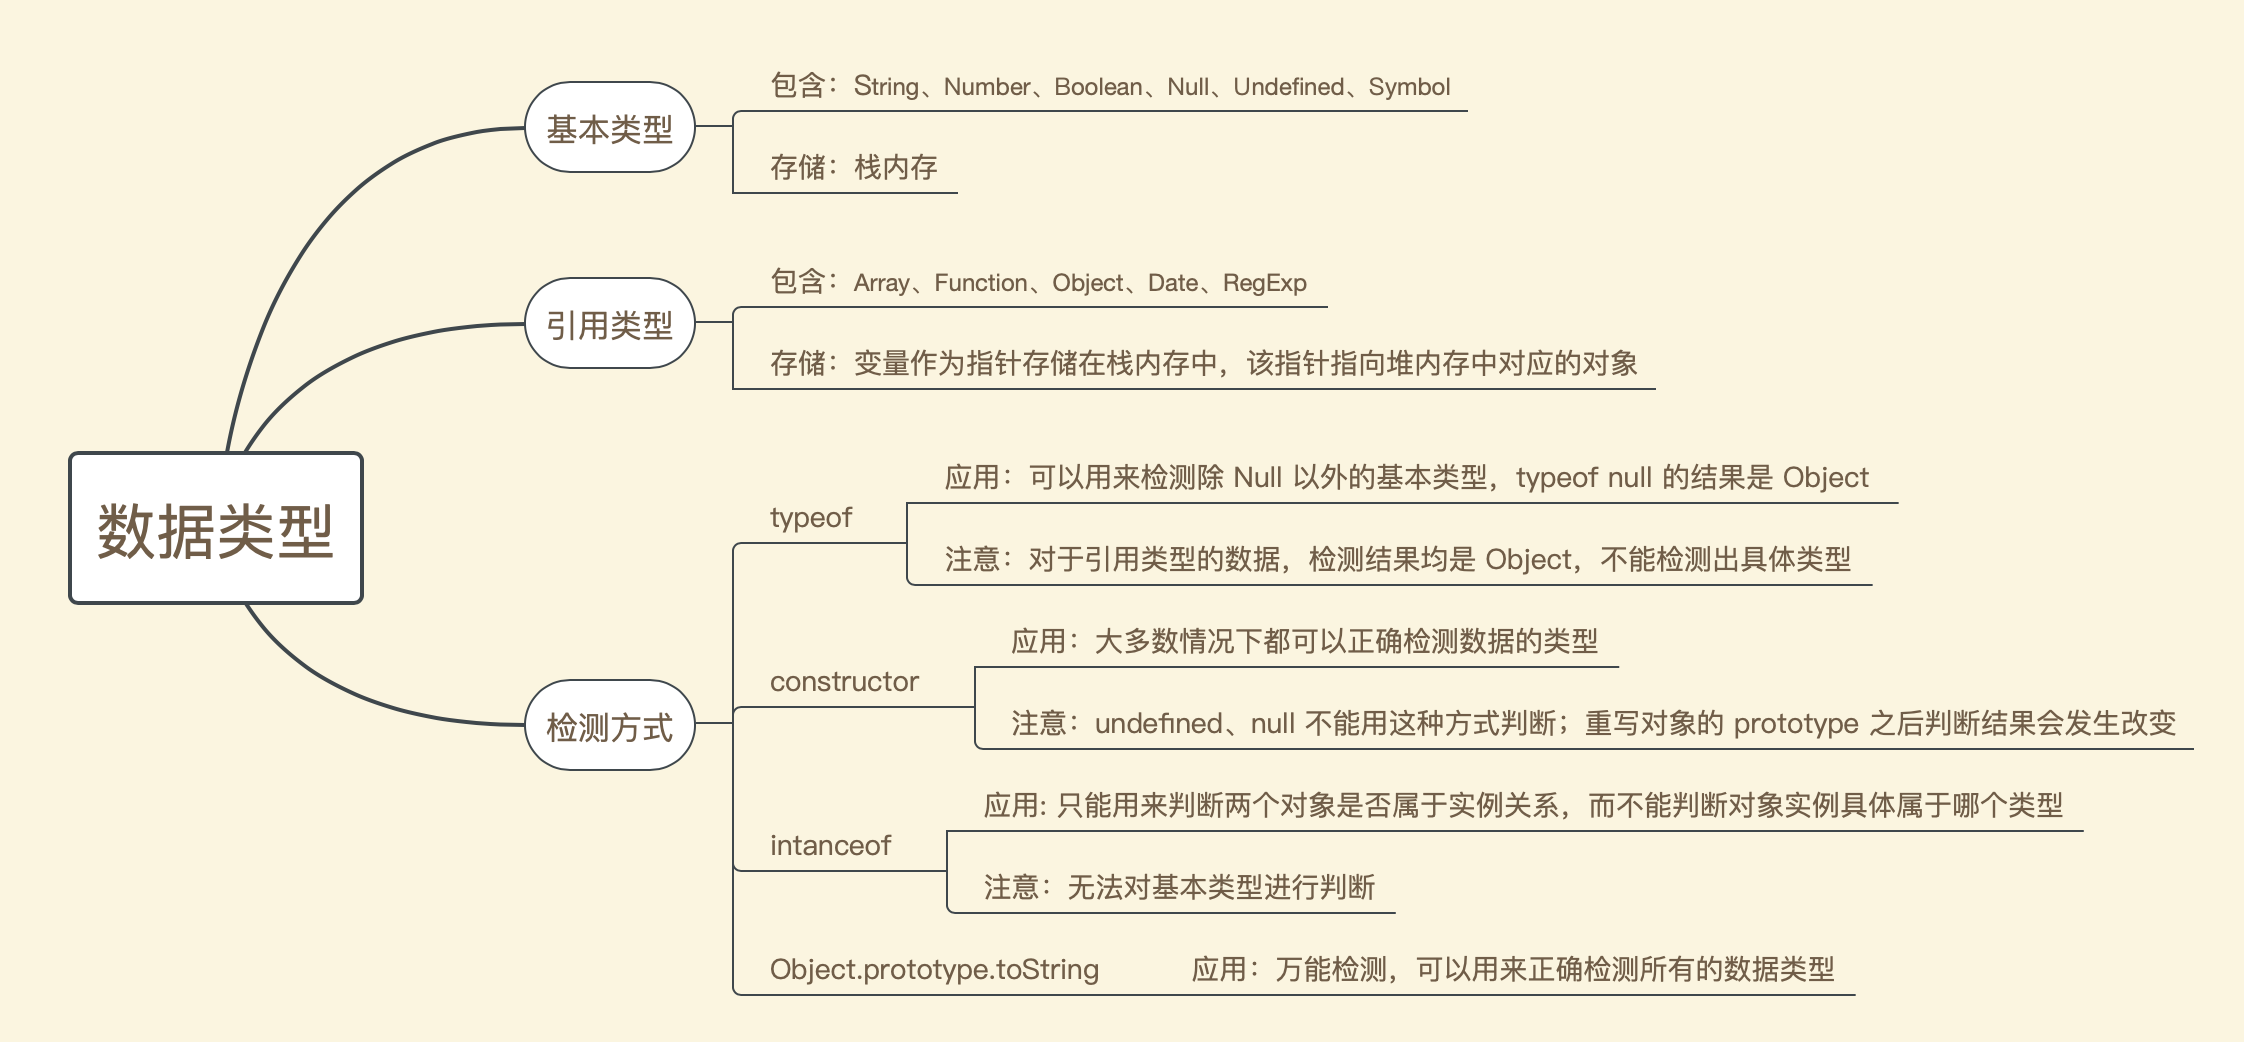 数据类型
基本类型
包含：String、Number、Boolean、Null、Undefined、Symbol
存储：栈内存
引用类型
包含：Array、Function、Object、Date、RegExp
存储：变量作为指针存储在栈内存中，该指针指向堆内存中对应的对象
检测方式
typeof
应用：可以用来检测除 Null 以外的基本类型，typeof null 的结果是 Object
注意：对于引用类型的数据，检测结果均是 Object，不能检测出具体类型
constructor
应用：大多数情况下都可以正确检测数据的类型
注意：undefined、null 不能用这种方式判断；重写对象的 prototype 之后判断结果会发生改变
intanceof
应用: 只能用来判断两个对象是否属于实例关系，而不能判断对象实例具体属于哪个类型
注意：无法对基本类型进行判断
Object.prototype.toString
应用：万能检测，可以用来正确检测所有的数据类型